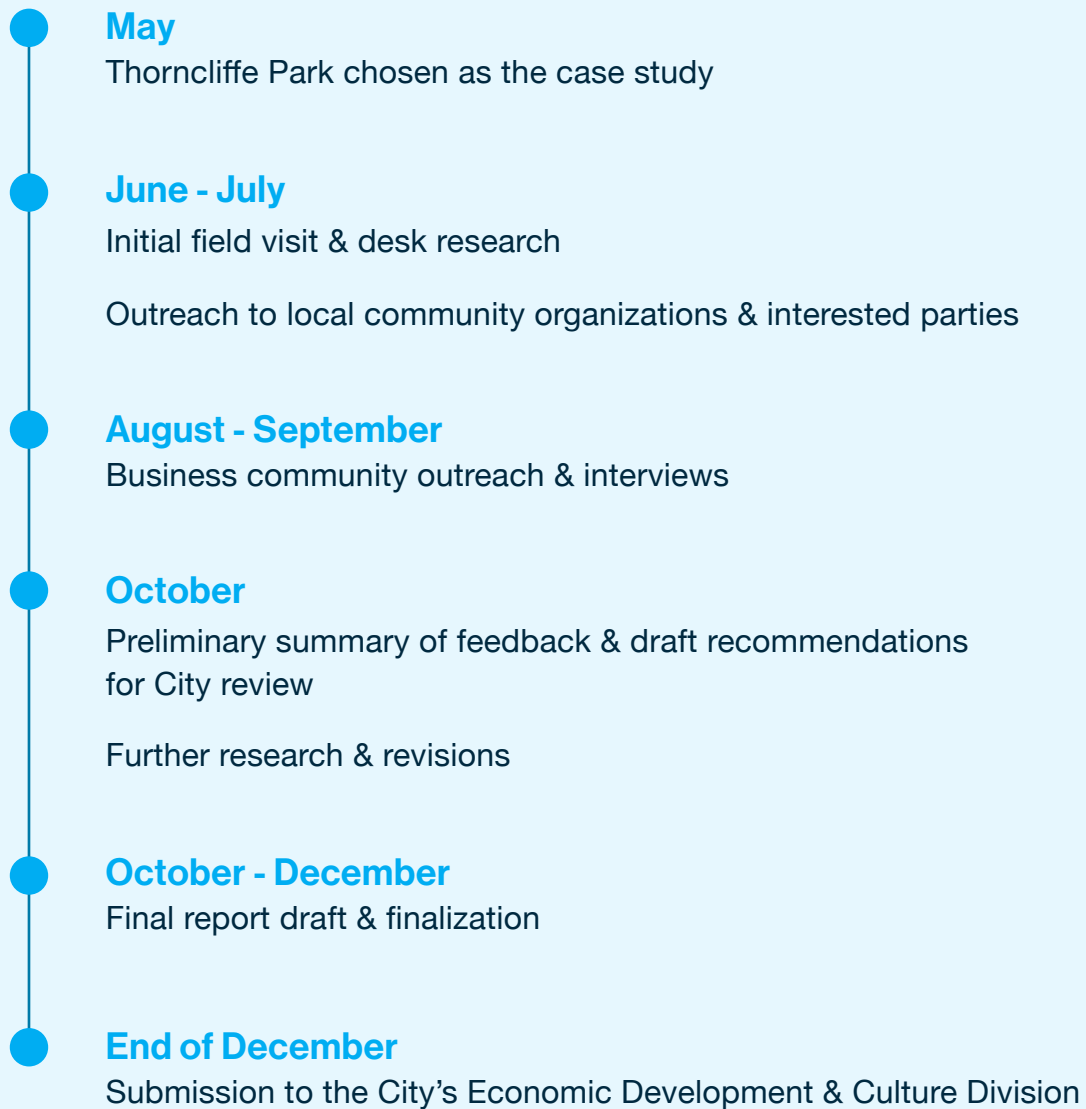 May
Thorncliffe Park chosen as the case study
June - July
Initial field visit & desk research
Outreach to local community organizations & interested parties
August - September
Business community outreach & interviews
October
Preliminary summary of feedback & draft recommendations
for City review
Further research & revisions
October - December
Final report draft & finalization
End of December
Submission to the City’s Economic Development & Culture Division